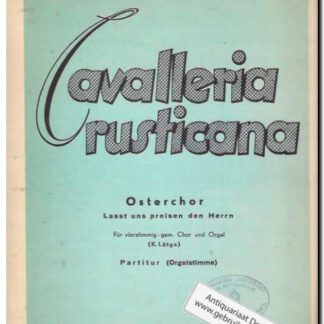 Cavalleria
rusticana
Osterchor
Lasst uns preisen den Herrn
Für vierstimmig-gem. Chor und Orgel
(K. Lütge)
Partitur (Orgelstimme)
Antiquariaat D
www.gebrui